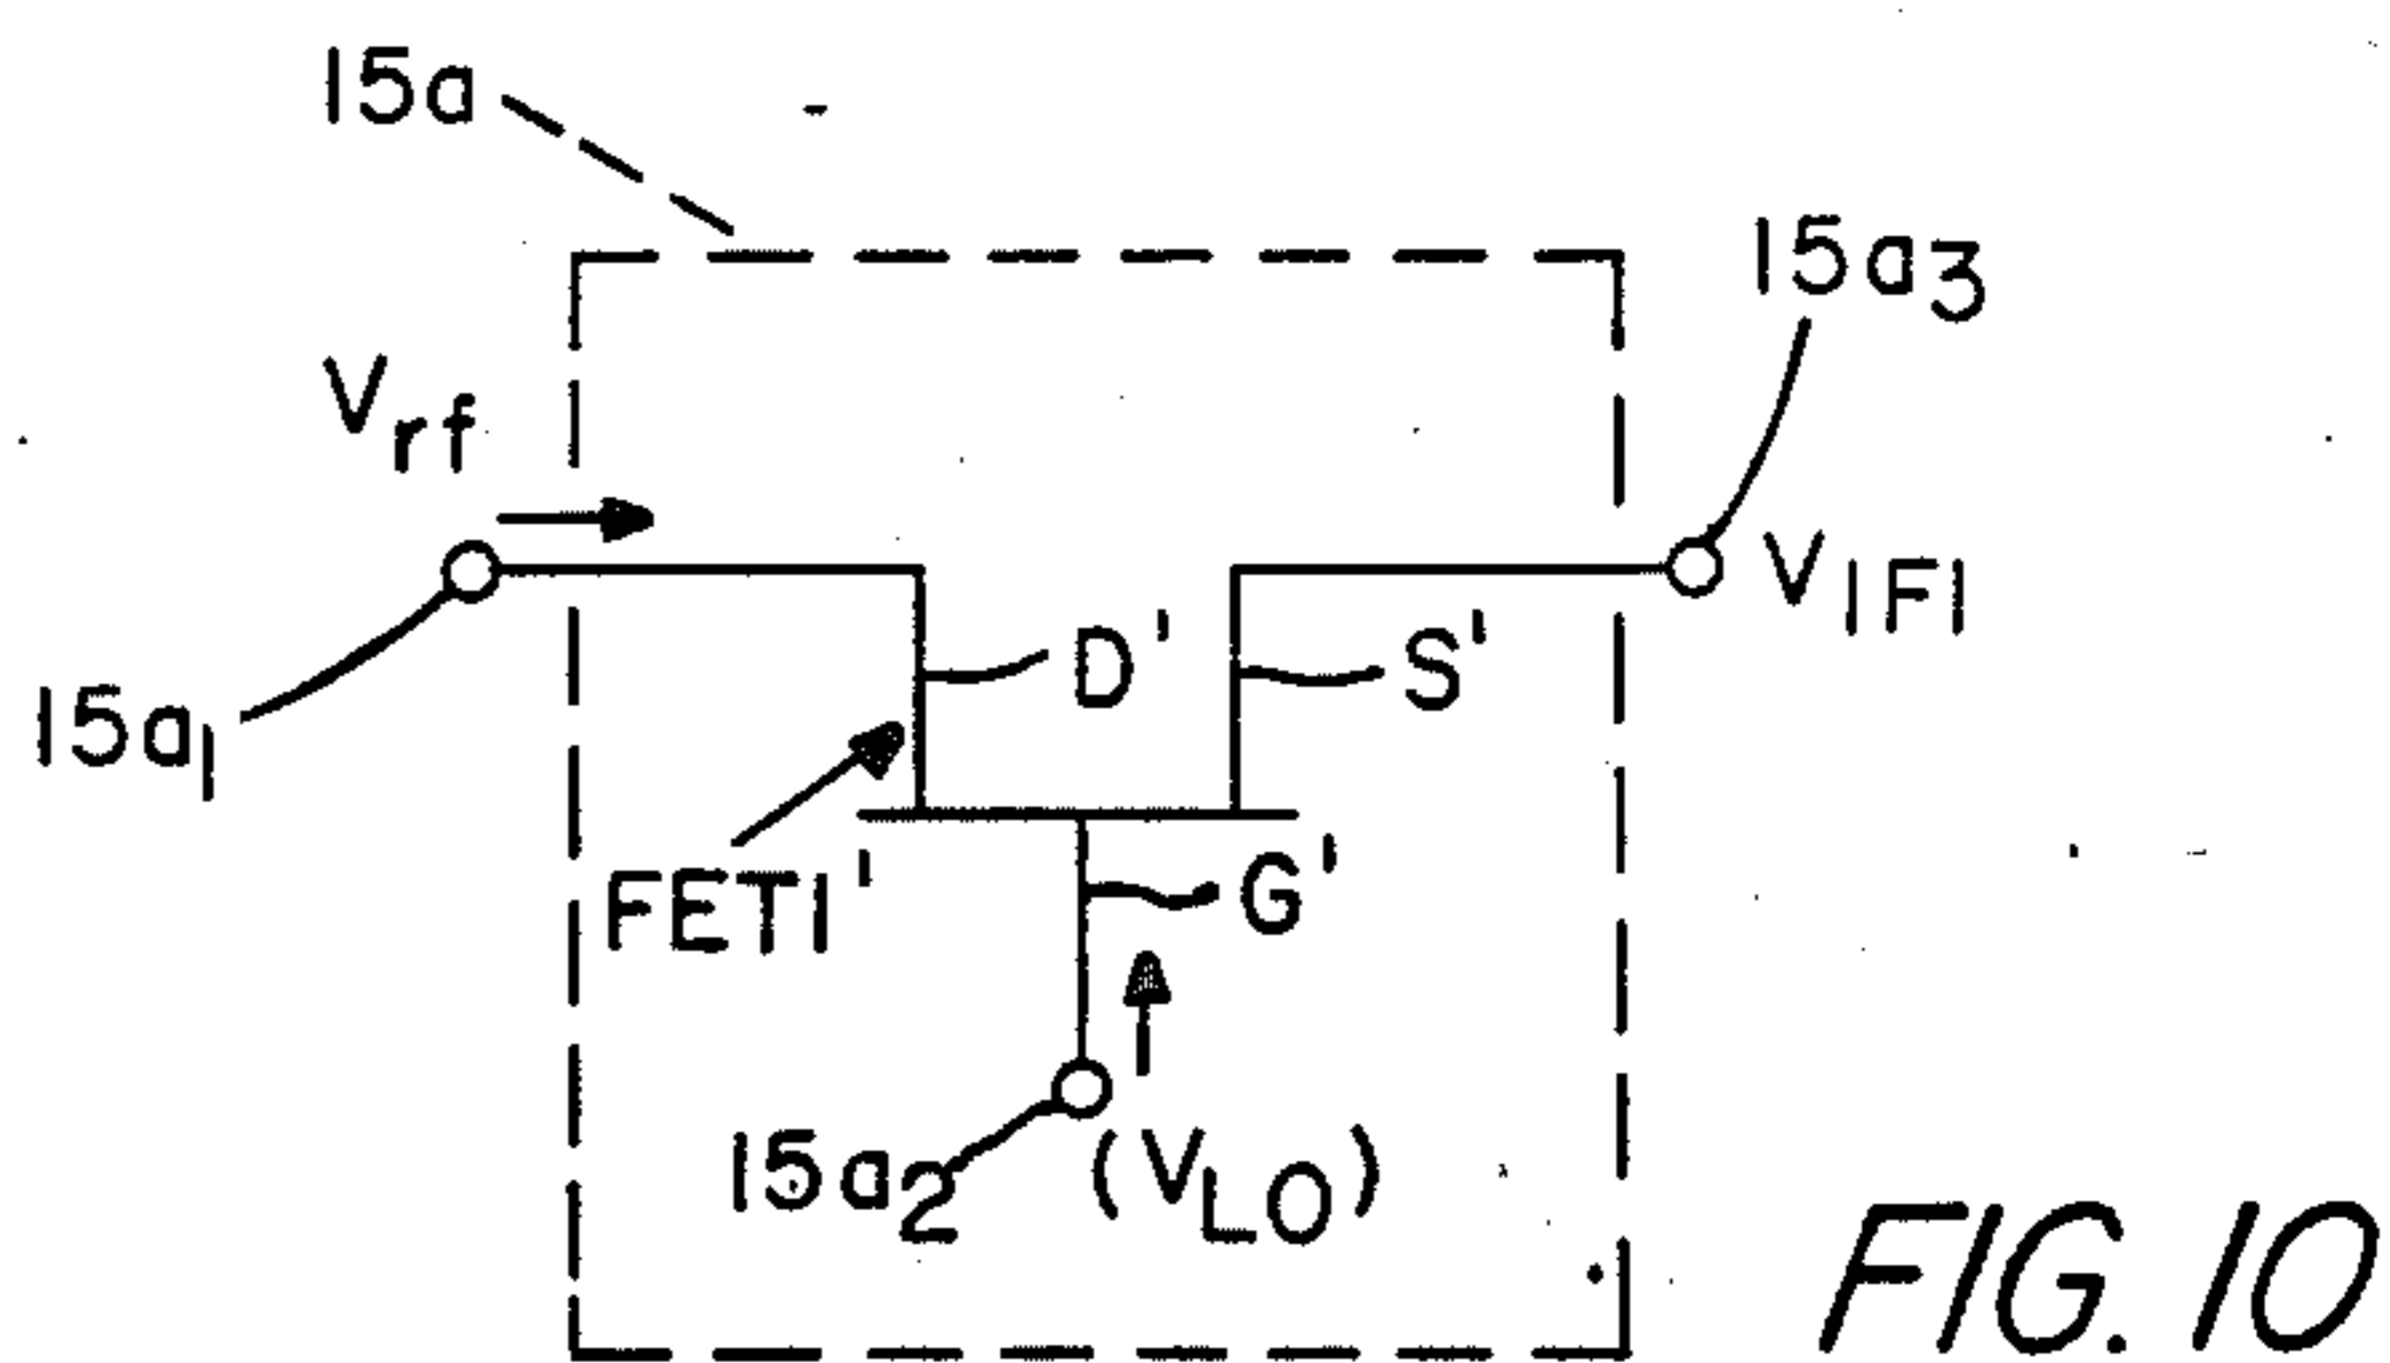 15a
15a3
Vrf
VIF1
D'
S'
15a1
FET1'
G'
15a2
(VLO)
FIG. 10